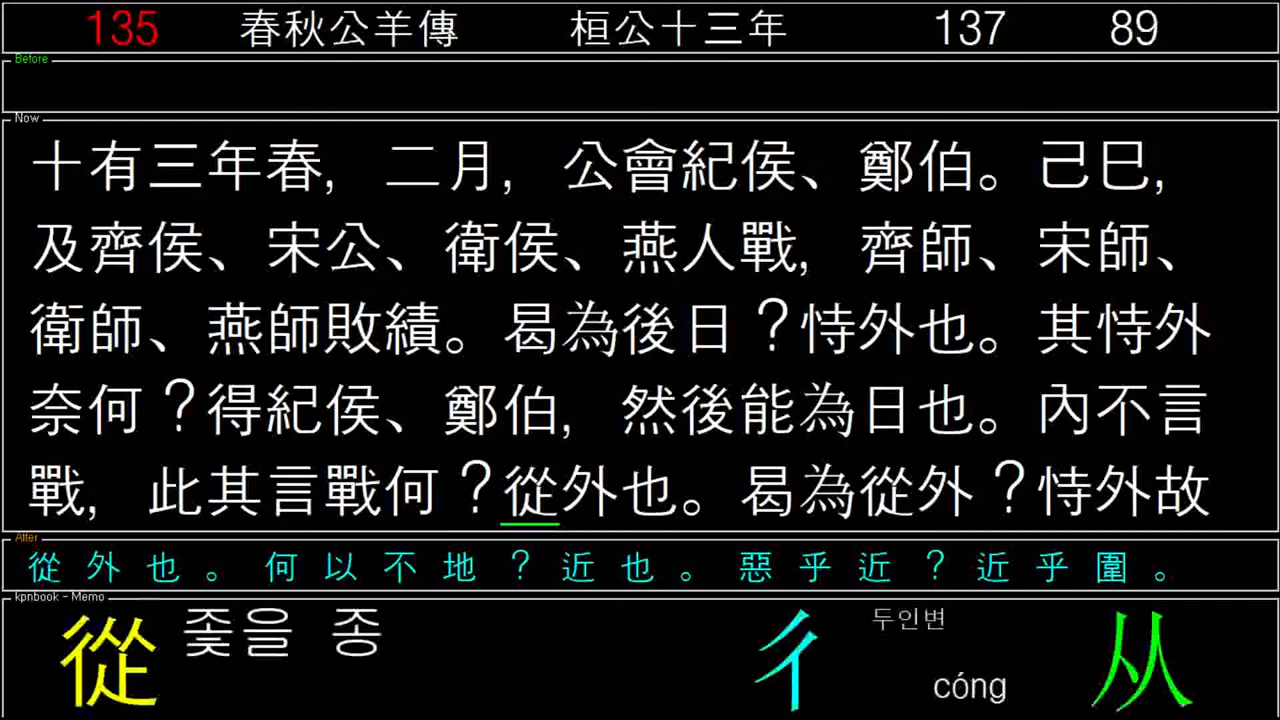 135 春秋公羊傳 桓公十三年 137 89
Before
Now
十有三年春, 二月, 公會紀侯、鄭伯。己巳,
及齊侯、宋公、衛侯、燕人戰, 齊師、宋師、
衛師、燕師敗績。曷為後日？恃外也。其恃外
奈何？得紀侯、鄭伯, 然後能為日也。內不言
戰, 此其言戰何？從外也。曷為從外？恃外故
After
從外也。何以不地？近也。惡乎近？近乎圍。
kpnbook - Memo
從 좇을 종 彳 두인변 cóng 从